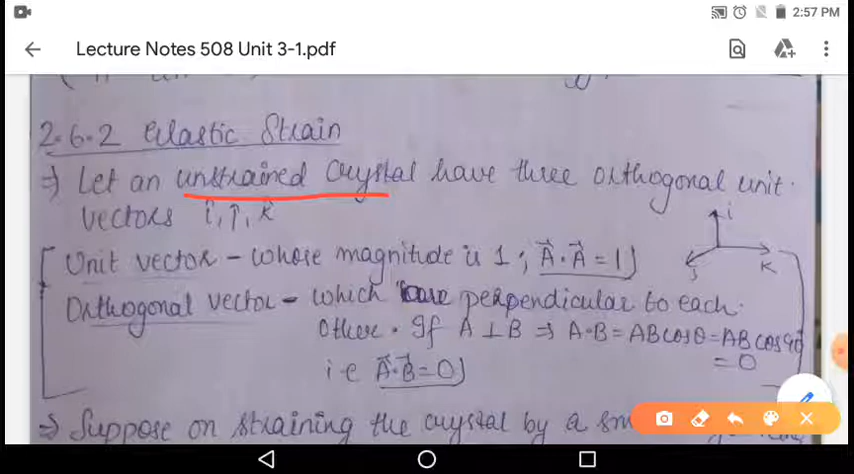 2:57 PM
Lecture Notes 508 Unit 3-1.pdf
2.6.2 Elastic Strain
⇒ Let an unstrained crystal have three orthogonal unit
vectors î, ĵ, k̂
i
j
k
[Unit vector - whose magnitude is 1; A⃗·A⃗ = 1]
Orthogonal vector - which are perpendicular to each
other. If A ⊥ B ⇒ A·B = ABcosθ = AB cos90
= 0
i.e A⃗·B⃗ = 0]
⇒ Suppose on straining the crystal by a